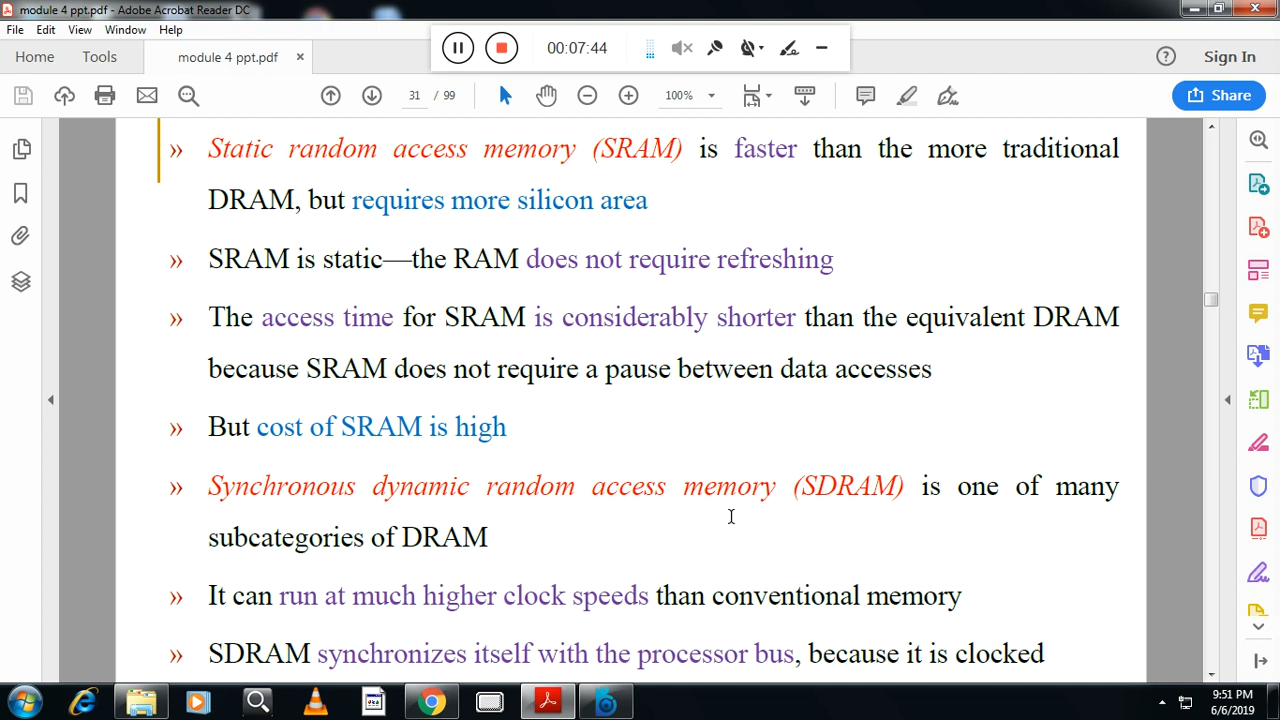 module 4 ppt.pdf - Adobe Acrobat Reader DC
File Edit View Window Help
Home Tools module 4 ppt.pdf × 00:07:44 Sign In
31 / 99 100% Share
» Static random access memory (SRAM) is faster than the more traditional
DRAM, but requires more silicon area
» SRAM is static—the RAM does not require refreshing
» The access time for SRAM is considerably shorter than the equivalent DRAM
because SRAM does not require a pause between data accesses
» But cost of SRAM is high
» Synchronous dynamic random access memory (SDRAM) is one of many
subcategories of DRAM
» It can run at much higher clock speeds than conventional memory
» SDRAM synchronizes itself with the processor bus, because it is clocked
9:51 PM
6/6/2019